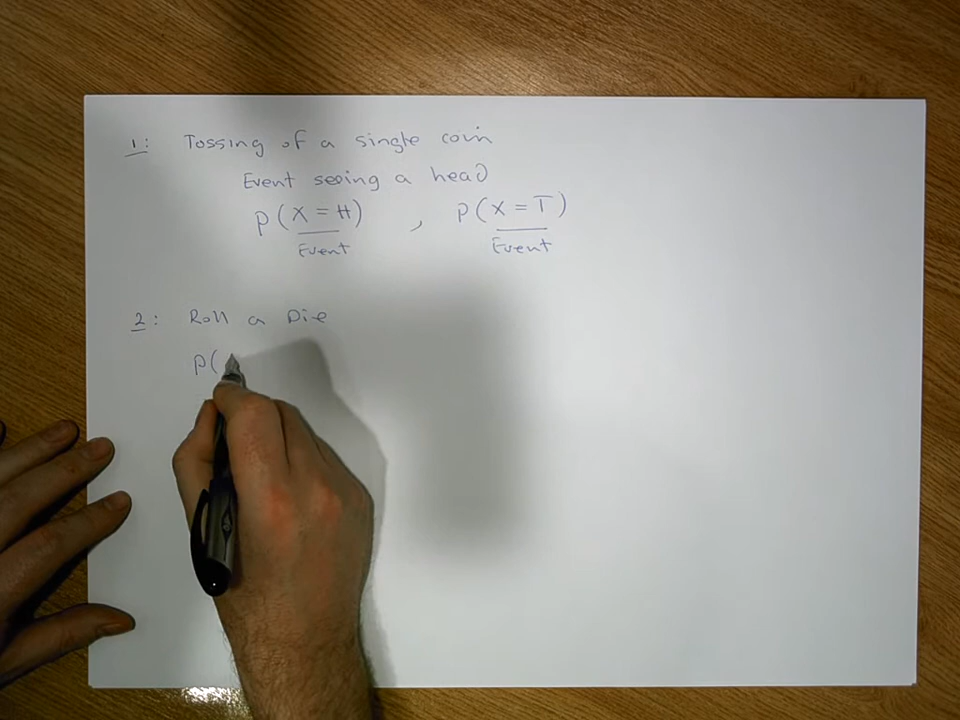 1: Tossing of a single coin
Event seeing a head
P(X=H) , P(X=T)
Event Event
2: Roll a Die
P(